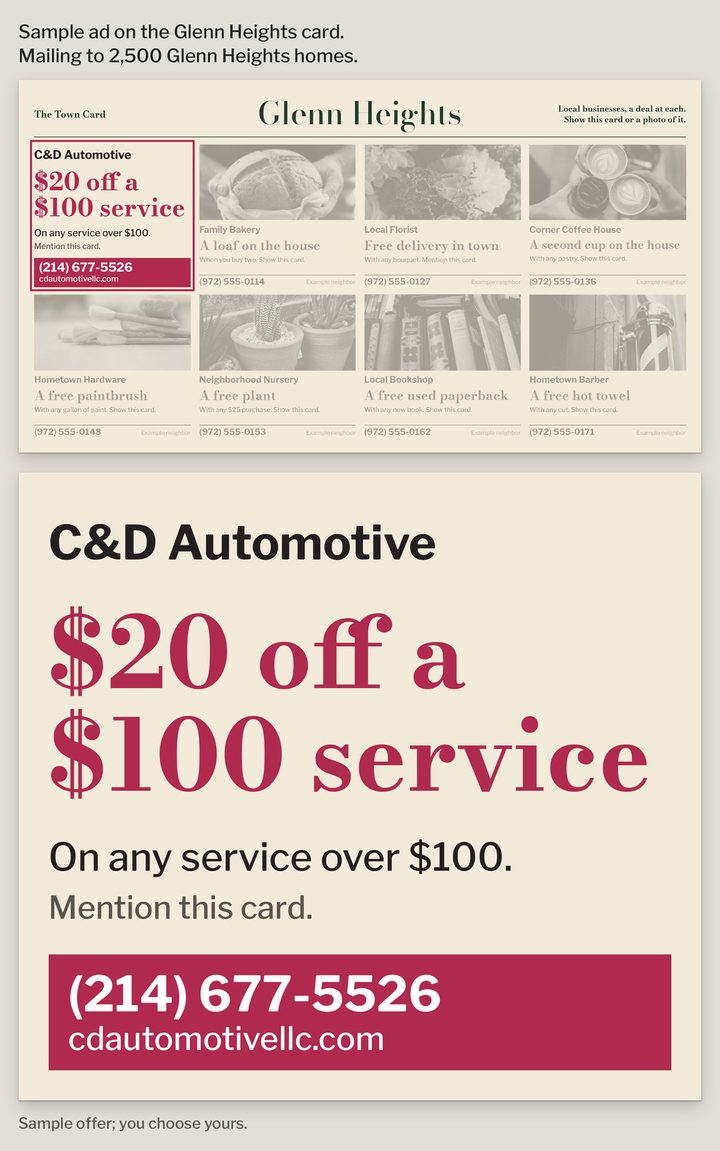 Sample ad on the Glenn Heights card.
Mailing to 2,500 Glenn Heights homes.
The Town Card
Glenn Heights
Local businesses, a deal at each.
Show this card or a photo of it.
C&D Automotive
$20 off a
$100 service
On any service over $100.
Mention this card.
(214) 677-5526
cdautomotivellc.com
Family Bakery
A loaf on the house
When you buy two. Show this card.
(972) 555-0114
Example neighbor
Local Florist
Free delivery in town
With any bouquet. Mention this card.
(972) 555-0127
Example neighbor
Corner Coffee House
A second cup on the house
With any pastry. Show this card.
(972) 555-0136
Example neighbor
Hometown Hardware
A free paintbrush
With any gallon of paint. Show this card.
(972) 555-0148
Example neighbor
Neighborhood Nursery
A free plant
With any $25 purchase. Show this card.
(972) 555-0153
Example neighbor
Local Bookshop
A free used paperback
With any new book. Show this card.
(972) 555-0162
Example neighbor
Hometown Barber
A free hot towel
With any cut. Show this card.
(972) 555-0171
Example neighbor
C&D Automotive
$20 off a
$100 service
On any service over $100.
Mention this card.
(214) 677-5526
cdautomotivellc.com
Sample offer; you choose yours.